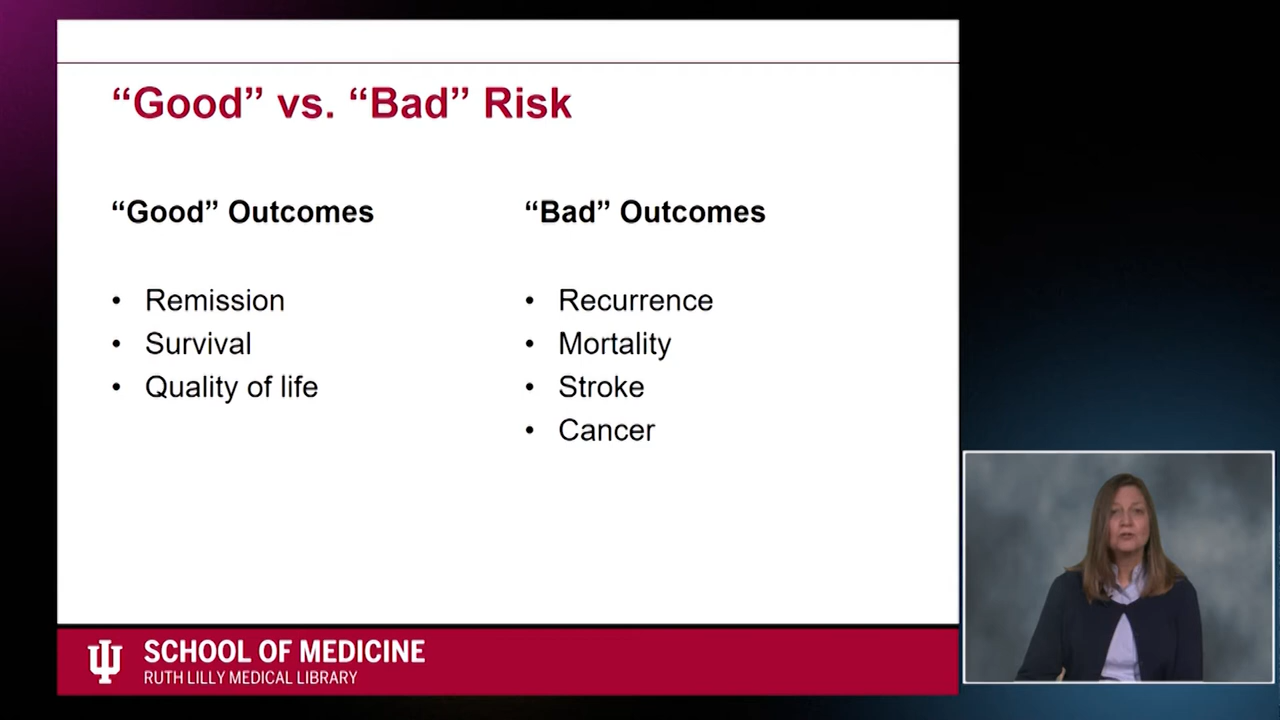 “Good” vs. “Bad” Risk
“Good” Outcomes
• Remission
• Survival
• Quality of life
“Bad” Outcomes
• Recurrence
• Mortality
• Stroke
• Cancer
SCHOOL OF MEDICINE
RUTH LILLY MEDICAL LIBRARY